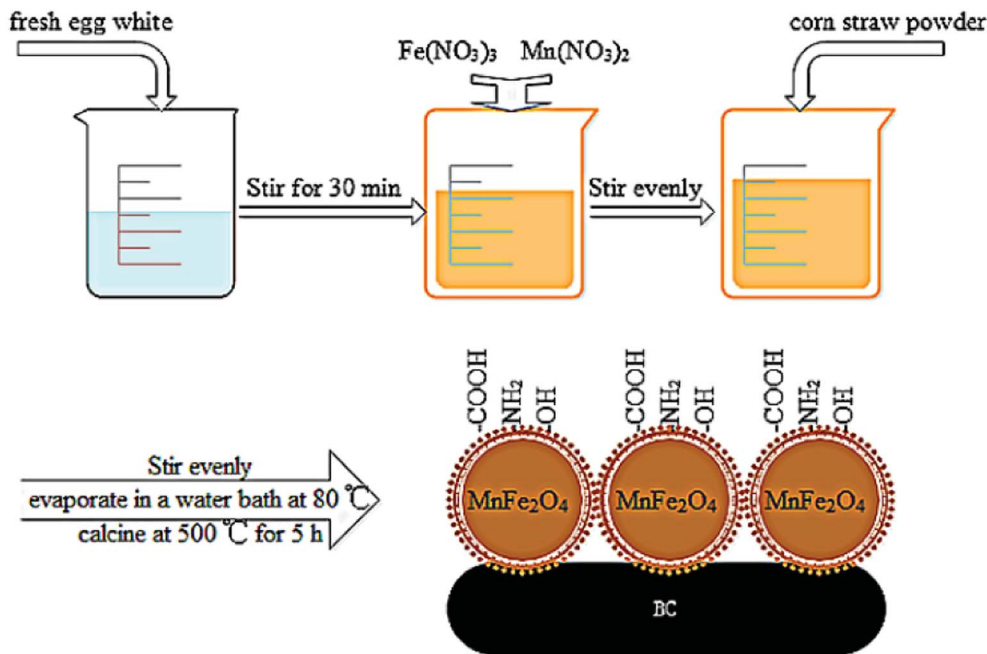 fresh egg white
Fe(NO₃)₃ Mn(NO₃)₂
corn straw powder
Stir for 30 min
Stir evenly
Stir evenly
evaporate in a water bath at 80 ℃
calcine at 500 ℃ for 5 h
-COOH
-NH₂
-OH
-COOH
-NH₂
-OH
-COOH
-NH₂
-OH
MnFe₂O₄
MnFe₂O₄
MnFe₂O₄
BC